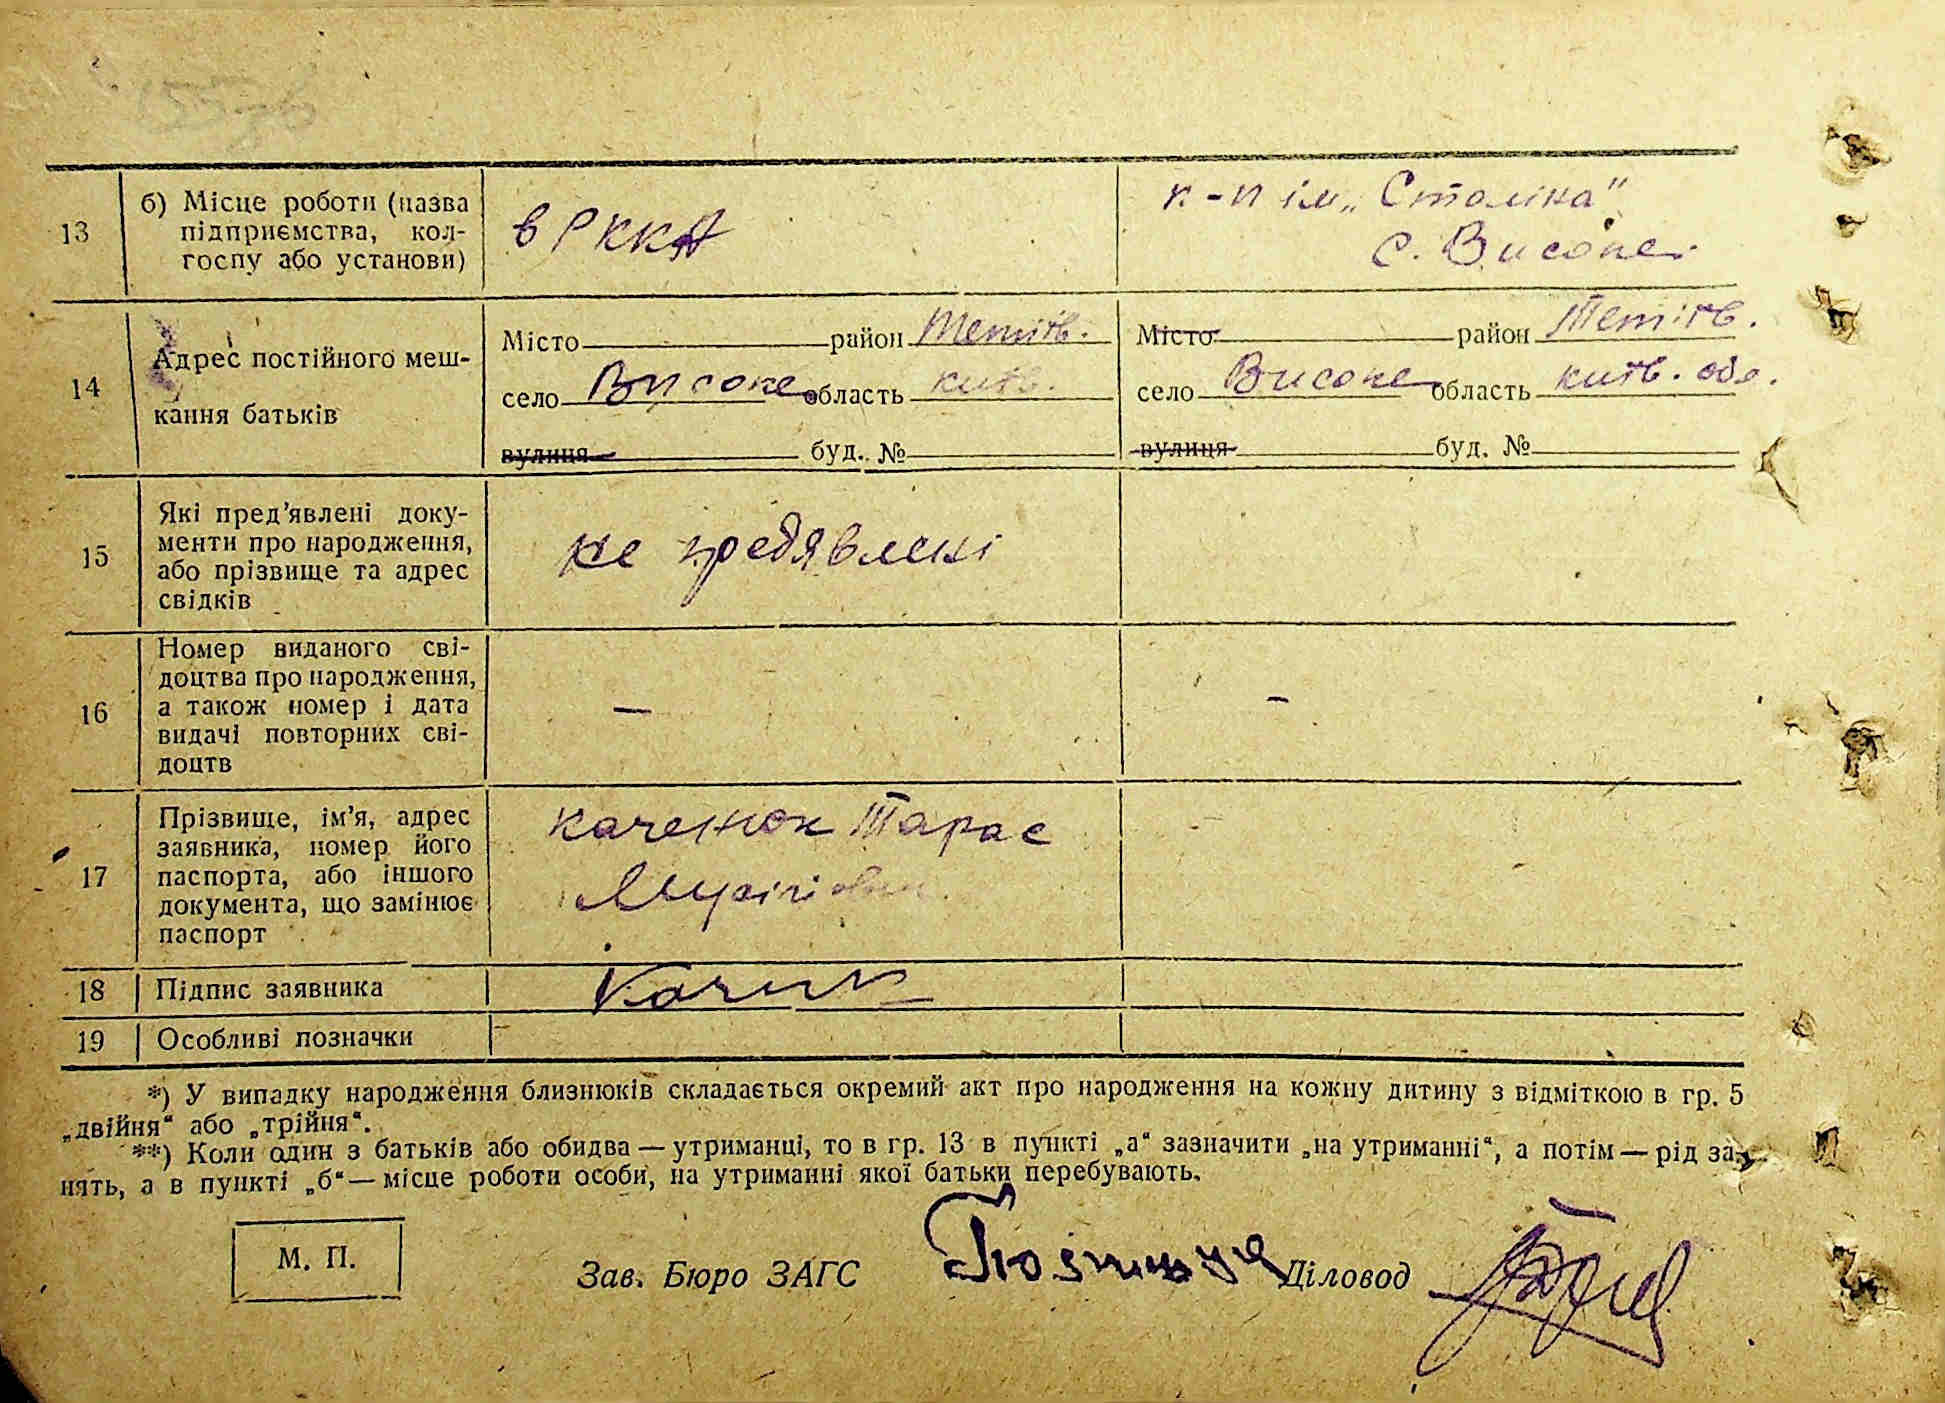 13
б) Місце роботи (назва
підприємства, кол-
госпу або установи)
в РККА
к-п ім „Сталіна"
с. Високе
14
Адрес постійного меш-
кання батьків
Місто район Тетіїв.
село Високе область київ.
вулиця буд. №
Місто район Тетіїв.
село Високе область київ. обл.
вулиця буд. №
15
Які пред’явлені доку-
менти про народження,
або прізвище та адрес
свідків
не предявлені
16
Номер виданого сві-
доцтва про народження,
а також номер і дата
видачі повторних сві-
доцтв
—
—
17
Прізвище, ім’я, адрес
заявника, номер його
паспорта, або іншого
документа, що замінює
паспорт
Каченюк Тарас
18
Підпис заявника
19
Особливі позначки
*) У випадку народження близнюків складається окремий акт про народження на кожну дитину з відміткою в гр. 5
„двійня“ або „трійня“.
**) Коли один з батьків або обидва — утриманці, то в гр. 13 в пункті „а“ зазначити „на утриманні“, а потім — рід за-
нять, а в пункті „б“ — місце роботи особи, на утриманні якої батьки перебувають.
М. П.
Зав. Бюро ЗАГС
Діловод